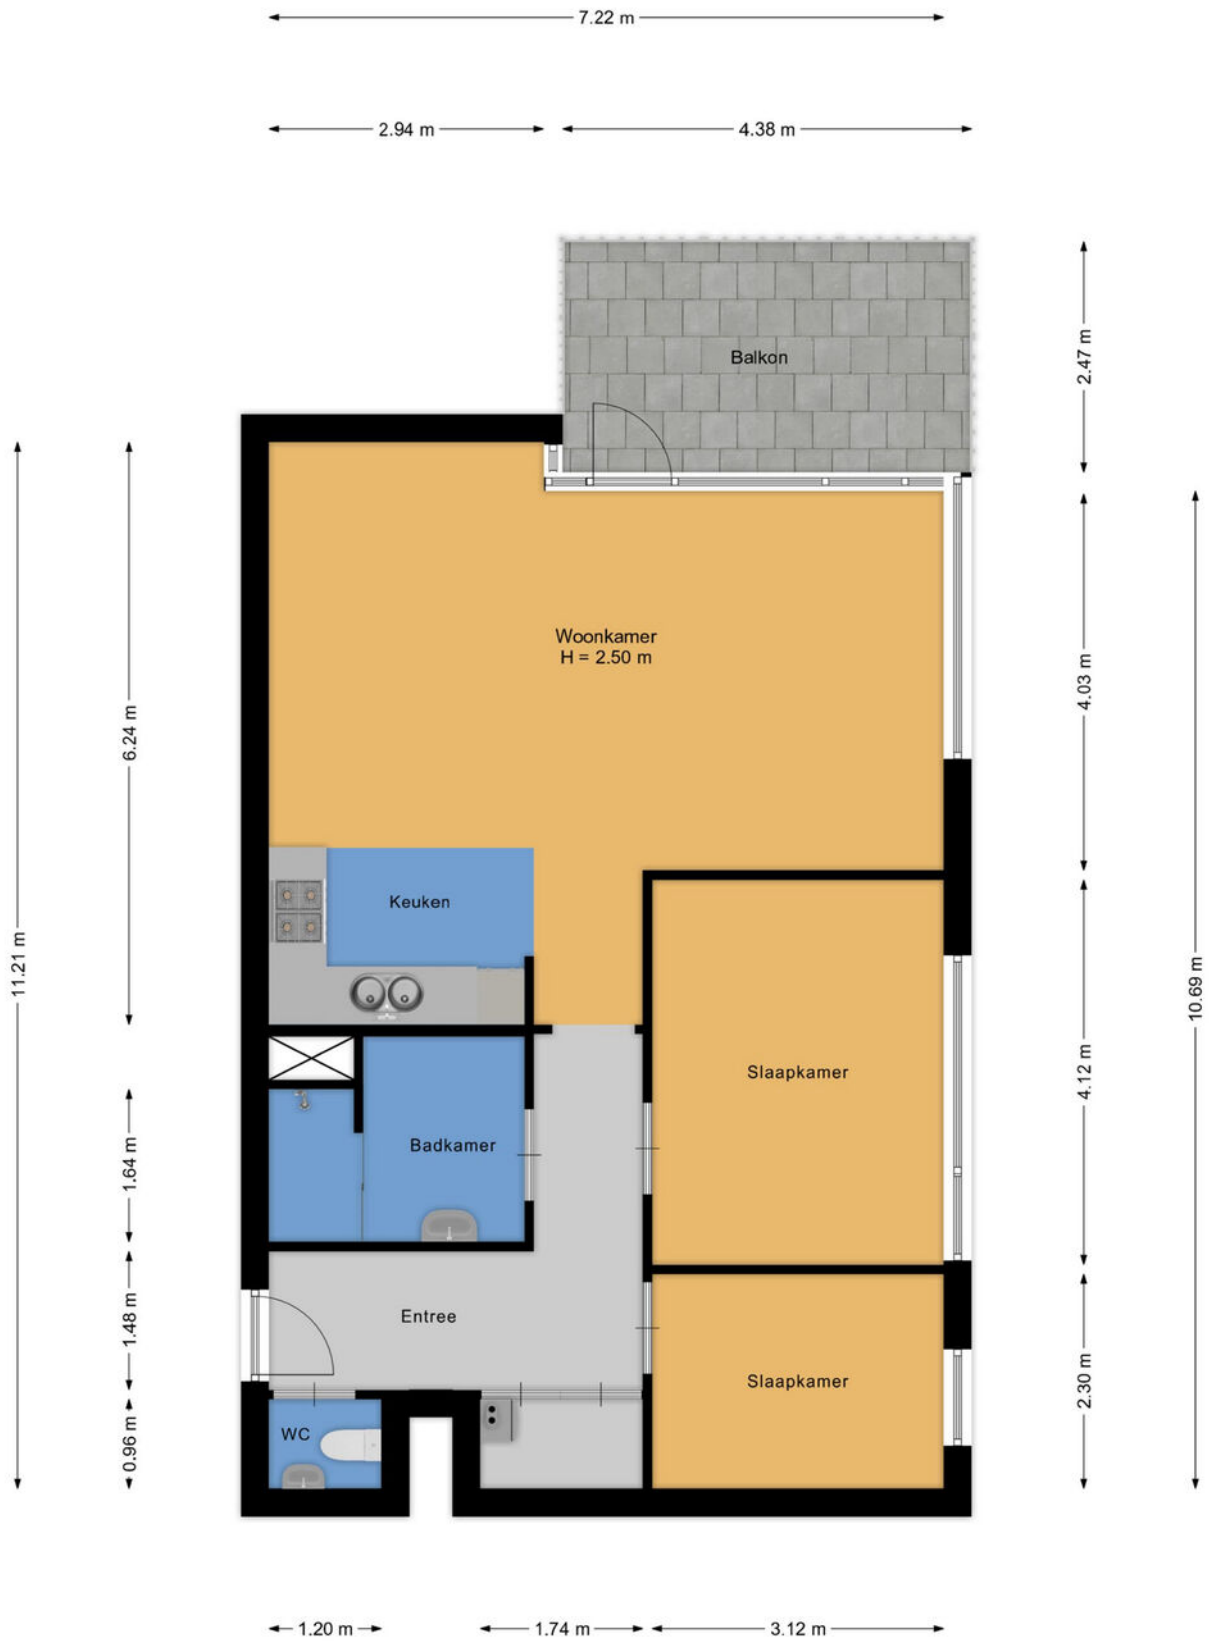 7.22 m
2.94 m
4.38 m
Balkon
2.47 m
Woonkamer
H = 2.50 m
4.03 m
6.24 m
Keuken
11.21 m
10.69 m
Slaapkamer
4.12 m
Badkamer
1.64 m
Entree
1.48 m
Slaapkamer
2.30 m
WC
0.96 m
1.20 m
1.74 m
3.12 m